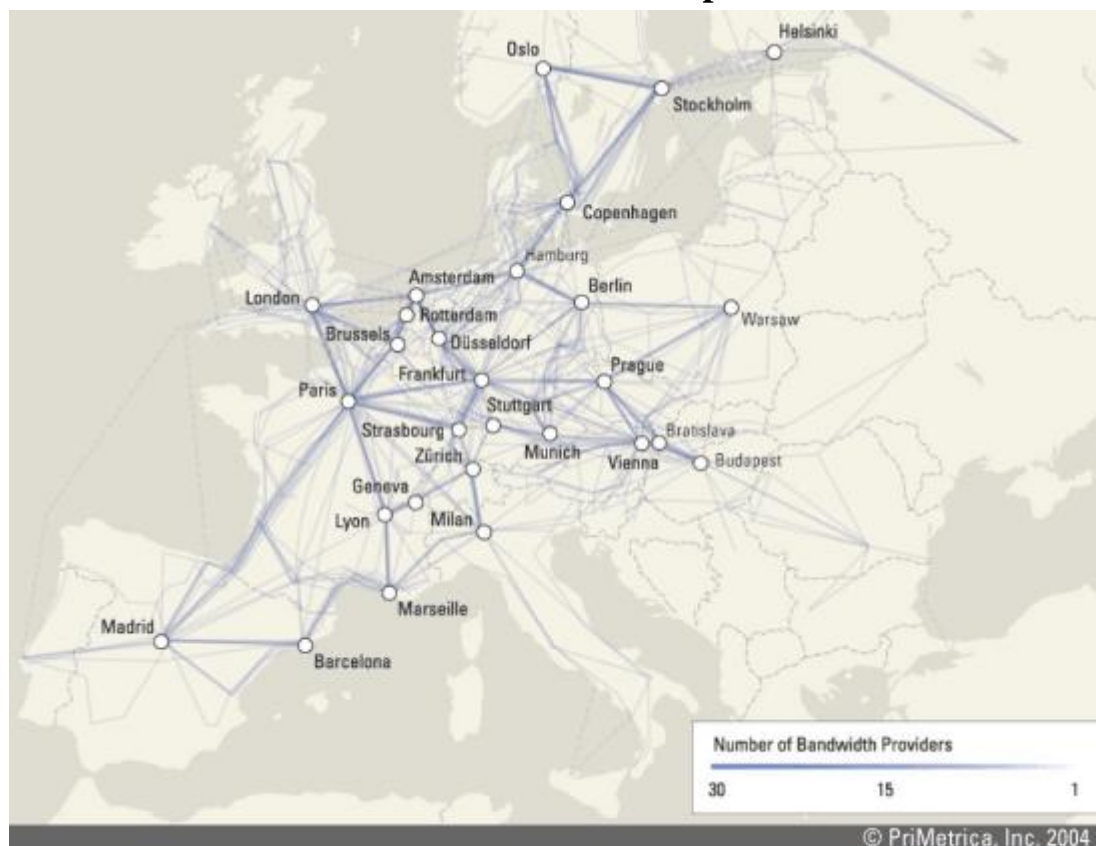 Helsinki
Oslo
Stockholm
Copenhagen
Hamburg
Amsterdam
Berlin
London
Rotterdam
Warsaw
Brussels
Düsseldorf
Frankfurt
Prague
Paris
Stuttgart
Strasbourg
Bratislava
Munich
Vienna
Zürich
Budapest
Geneva
Lyon
Milan
Marseille
Madrid
Barcelona
Number of Bandwidth Providers
30 15 1
© PriMetrica, Inc. 2004